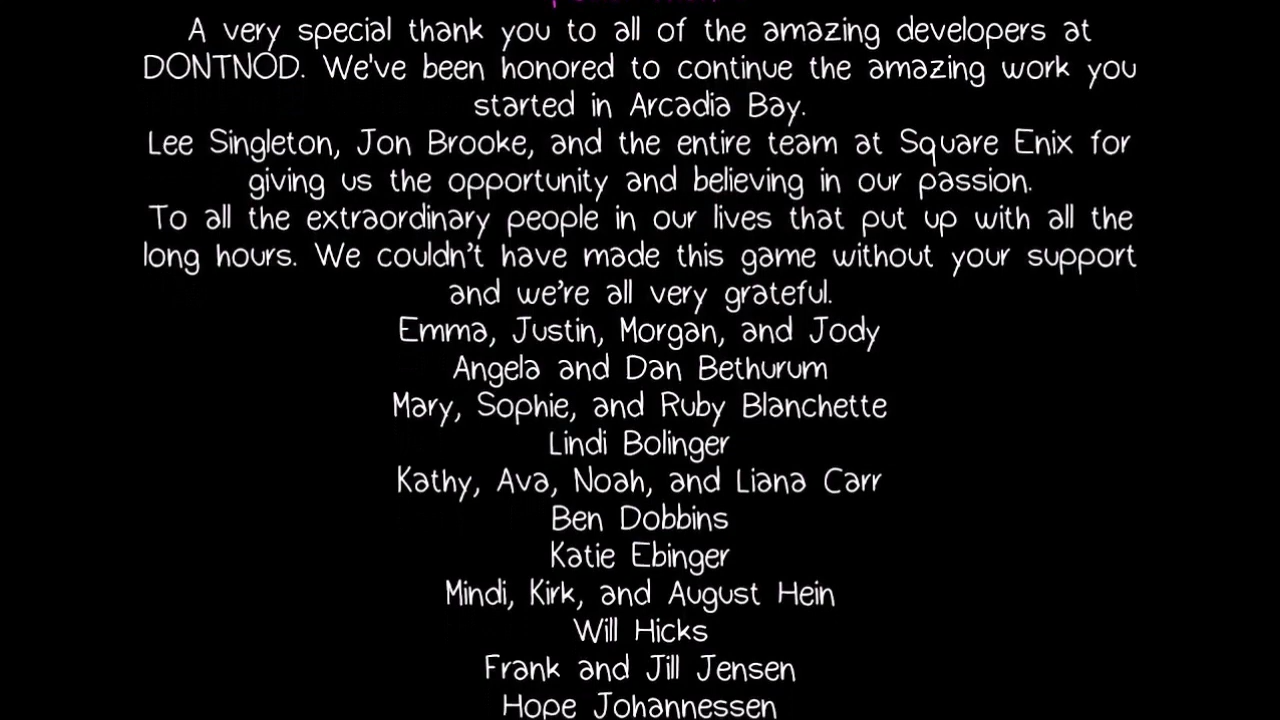 A very special thank you to all of the amazing developers at
DONTNOD. We've been honored to continue the amazing work you
started in Arcadia Bay.
Lee Singleton, Jon Brooke, and the entire team at Square Enix for
giving us the opportunity and believing in our passion.
To all the extraordinary people in our lives that put up with all the
long hours. We couldn’t have made this game without your support
and we’re all very grateful.
Emma, Justin, Morgan, and Jody
Angela and Dan Bethurum
Mary, Sophie, and Ruby Blanchette
Lindi Bolinger
Kathy, Ava, Noah, and Liana Carr
Ben Dobbins
Katie Ebinger
Mindi, Kirk, and August Hein
Will Hicks
Frank and Jill Jensen
Hope Johannessen